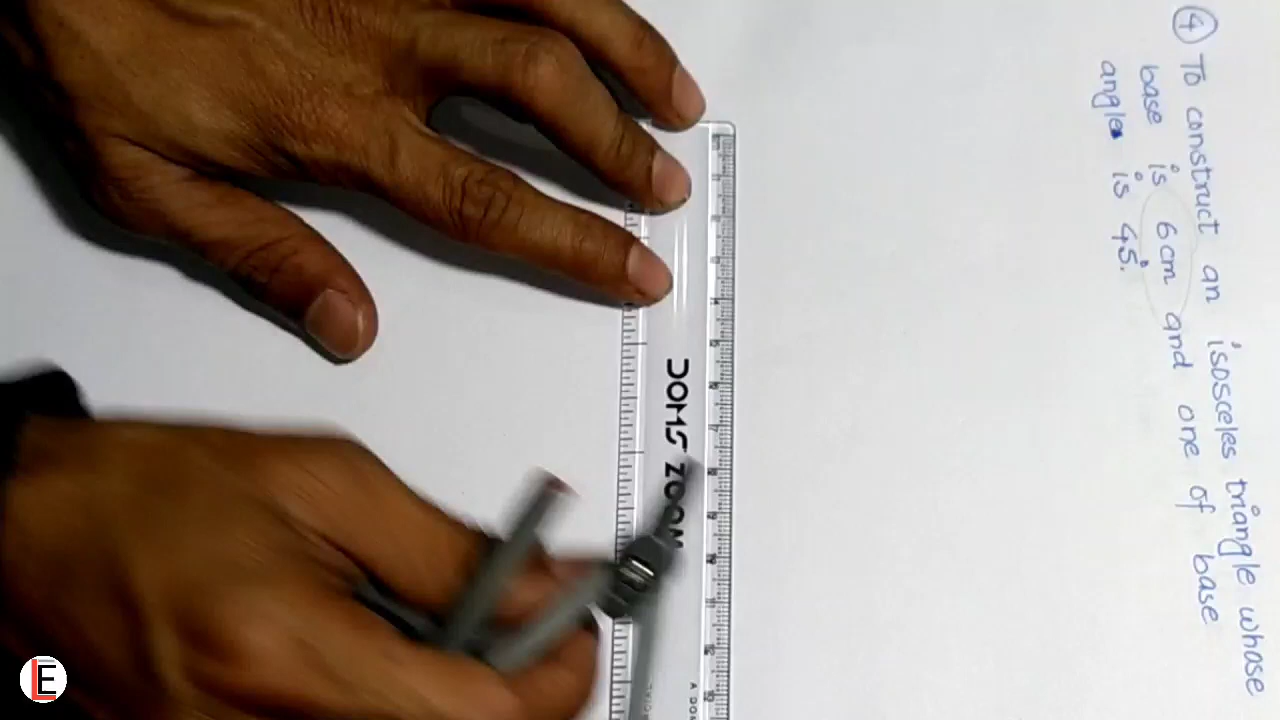 ④ To construct an isosceles triangle whose
base is 6cm and one of base
angle is 45°.
DOMS ZOOM
LE